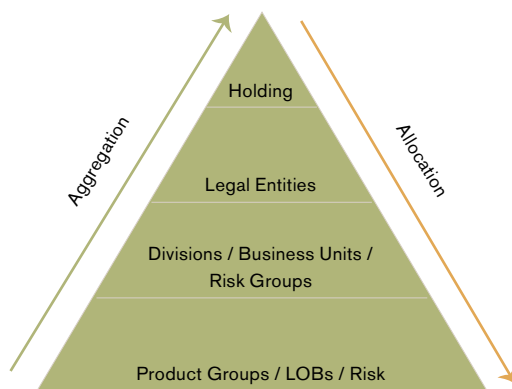 Holding
Aggregation
Allocation
Legal Entities
Divisions / Business Units /
Risk Groups
Product Groups / LOBs / Risk